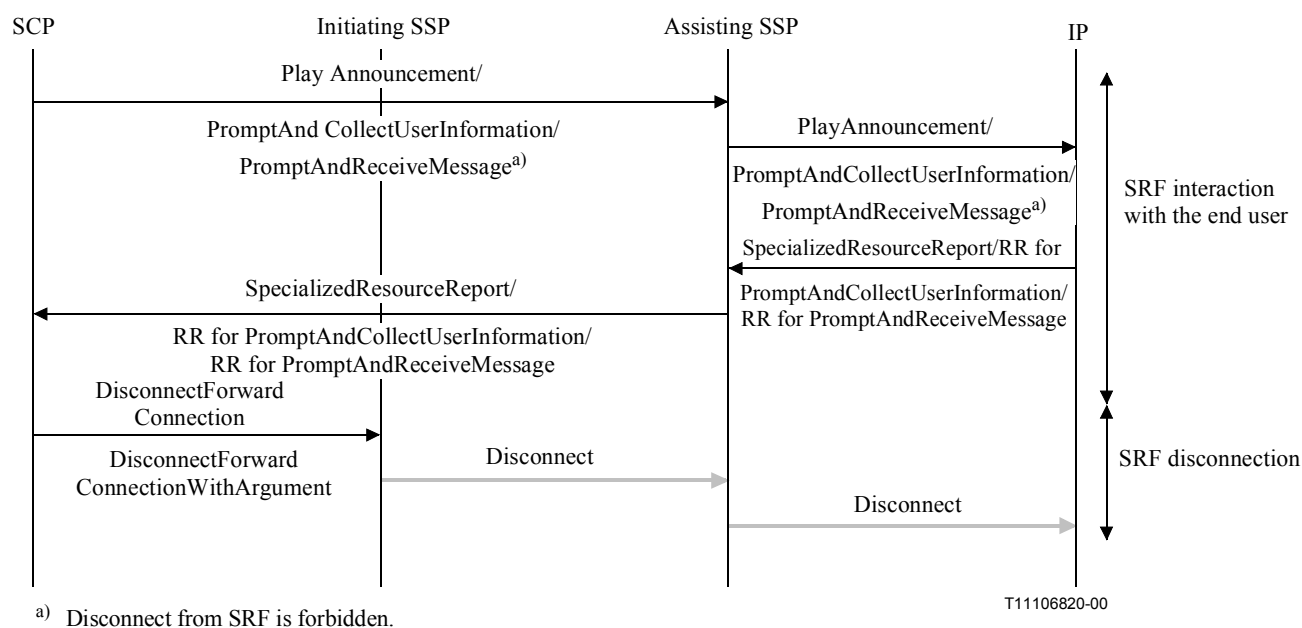 SCP
Initiating SSP
Assisting SSP
IP
Play Announcement/
PromptAnd CollectUserInformation/
PromptAndReceiveMessagea)
PlayAnnouncement/
PromptAndCollectUserInformation/
PromptAndReceiveMessagea)
SRF interaction
with the end user
SpecializedResourceReport/RR for
PromptAndCollectUserInformation/
RR for PromptAndReceiveMessage
SpecializedResourceReport/
RR for PromptAndCollectUserInformation/
RR for PromptAndReceiveMessage
DisconnectForward
Connection
DisconnectForward
ConnectionWithArgument
Disconnect
Disconnect
SRF disconnection
T11106820-00
a) Disconnect from SRF is forbidden.